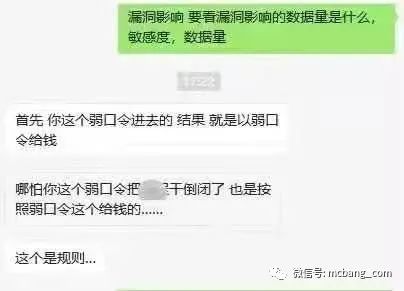 漏洞影响 要看漏洞影响的数据量是什么，
敏感度，数据量
首先 你这个弱口令进去的 结果 就是以弱口
令给钱
哪怕你这个弱口令把 干倒闭了 也是按
照弱口令这个给钱的……
这个是规则...
微信号: mcbang_com